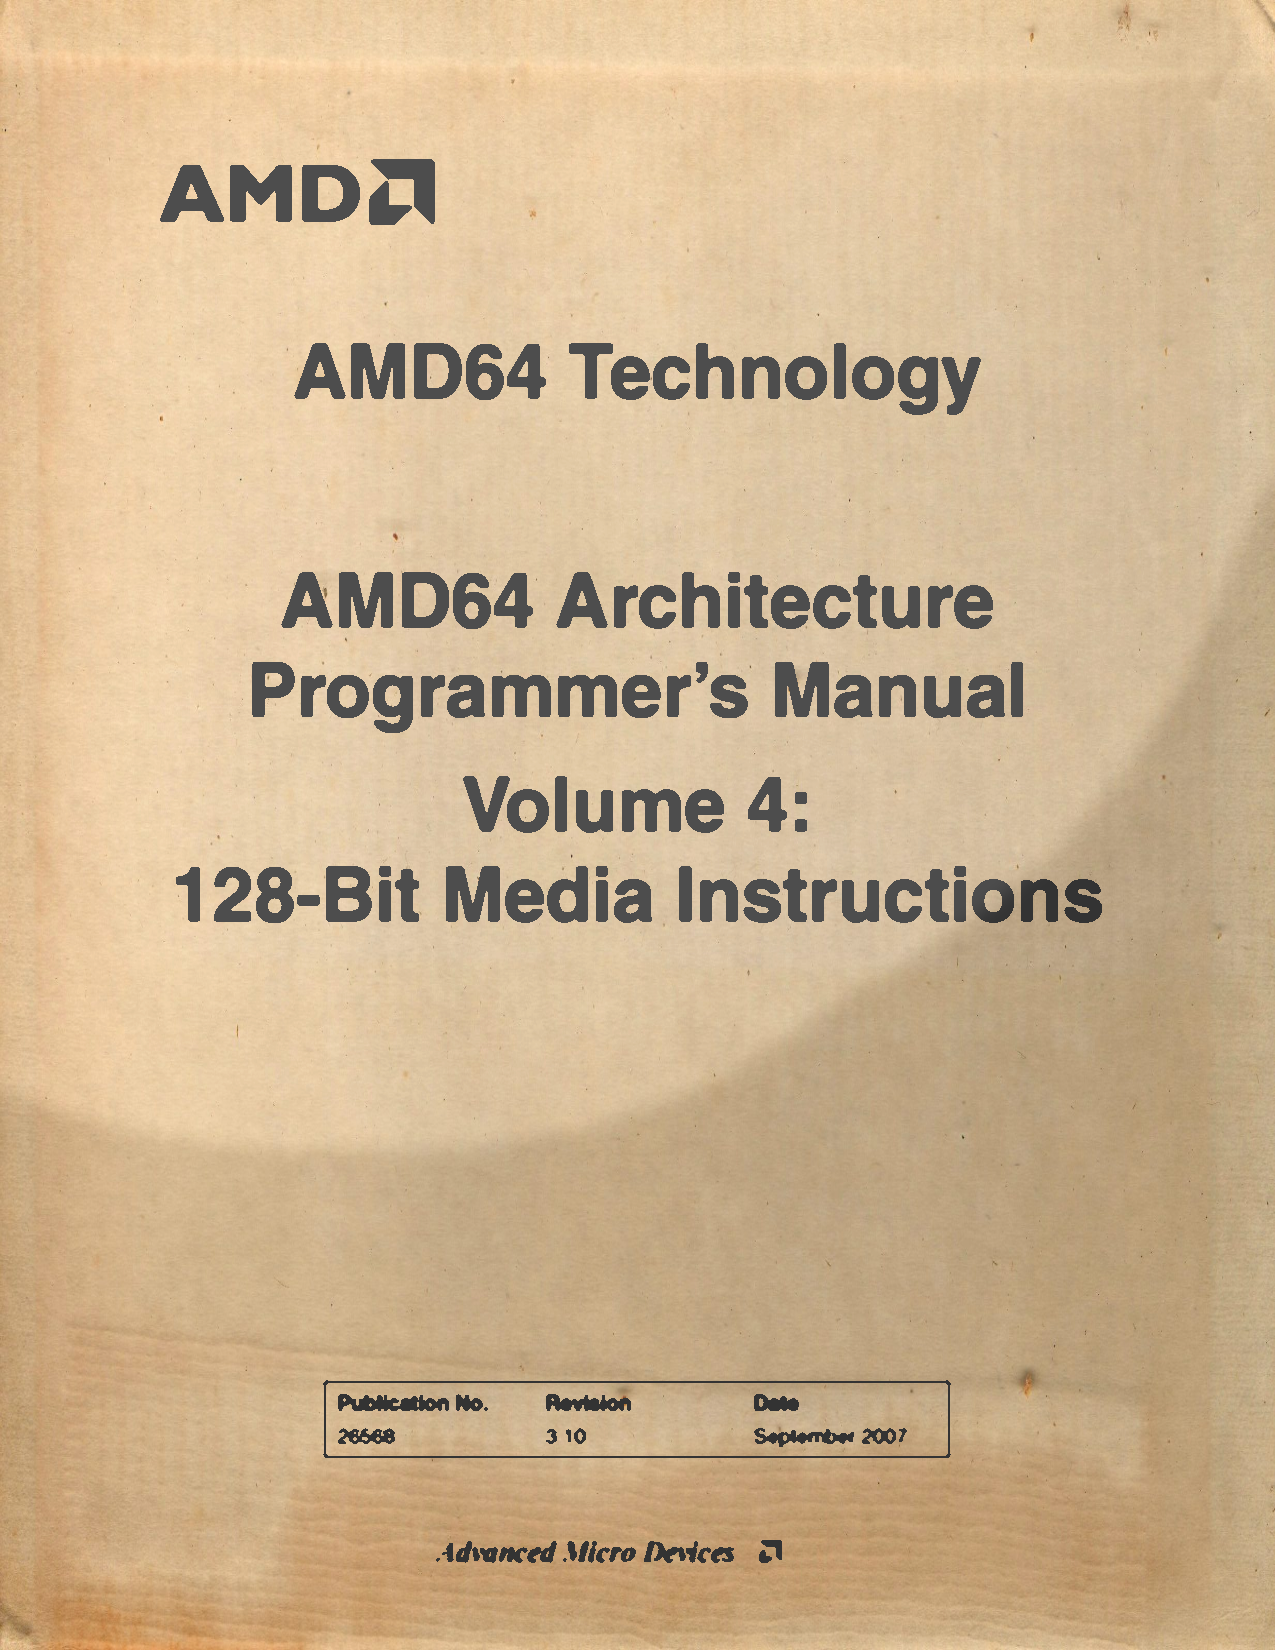 AMD
AMD64 Technology
AMD64 Architecture
Programmer's Manual
Volume 4:
128-Bit Media Instructions
Publication No. Revision Date
26568 3 10 September 2007
Advanced Micro Devices